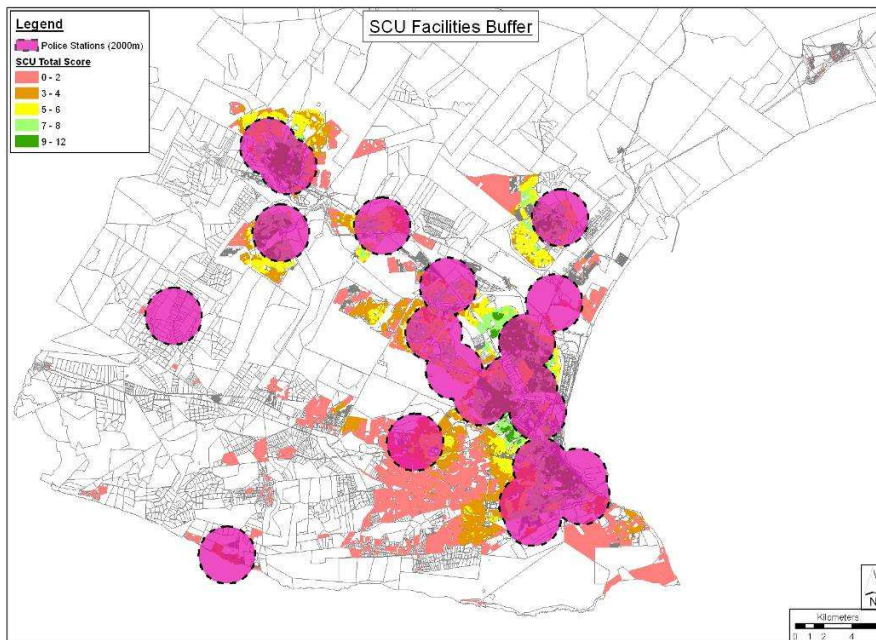 SCU Facilities Buffer
Legend
Police Stations (2000m)
SCU Total Score
0 - 2
3 - 4
5 - 6
7 - 8
9 - 12
N
Kilometers
0 1 2 4